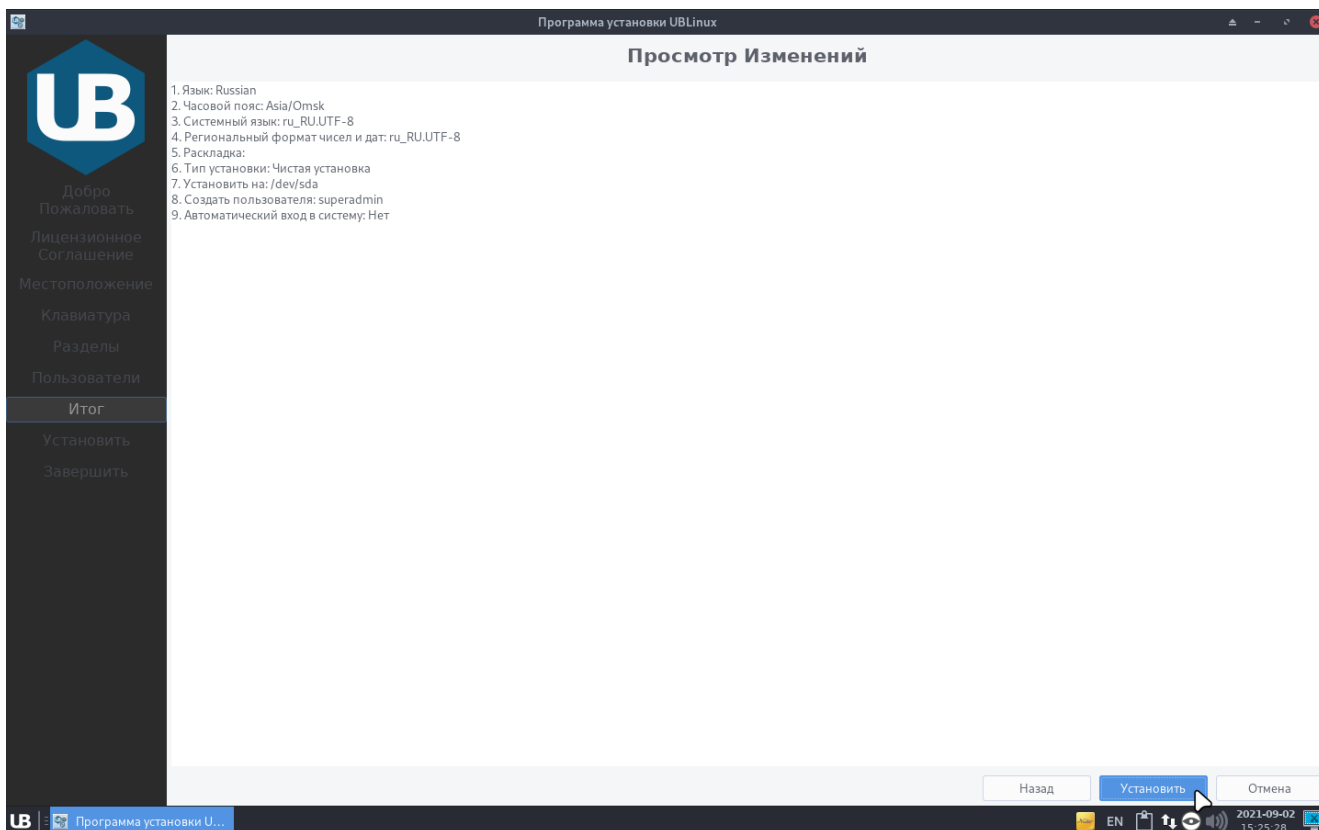 Программа установки UBLinux
UB
Просмотр Изменений
1. Язык: Russian
2. Часовой пояс: Asia/Omsk
3. Системный язык: ru_RU.UTF-8
4. Региональный формат чисел и дат: ru_RU.UTF-8
5. Раскладка:
6. Тип установки: Чистая установка
7. Установить на: /dev/sda
8. Создать пользователя: superadmin
9. Автоматический вход в систему: Нет
Добро
Пожаловать
Лицензионное
Соглашение
Местоположение
Клавиатура
Разделы
Пользователи
Итог
Установить
Завершить
Назад
Установить
Отмена
UB
Программа установки U...
EN
2021-09-02
15:25:28